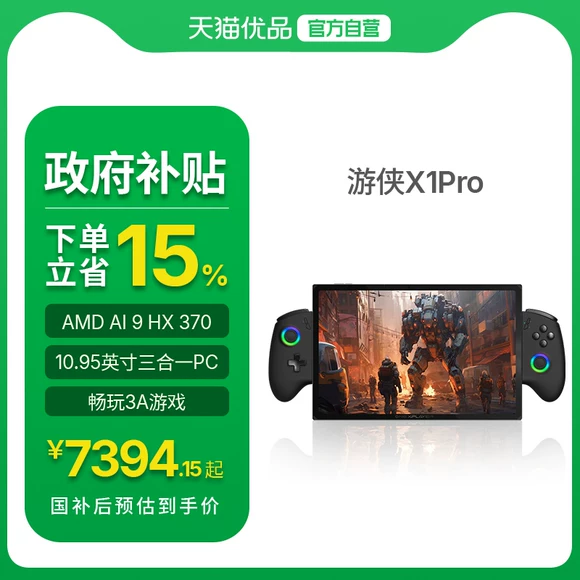 天猫优品 官方自营
政府补贴
下单立省15%
AMD AI 9 HX 370
10.95英寸三合一PC
畅玩3A游戏
¥7394.15起
国补后预估到手价
游侠X1Pro